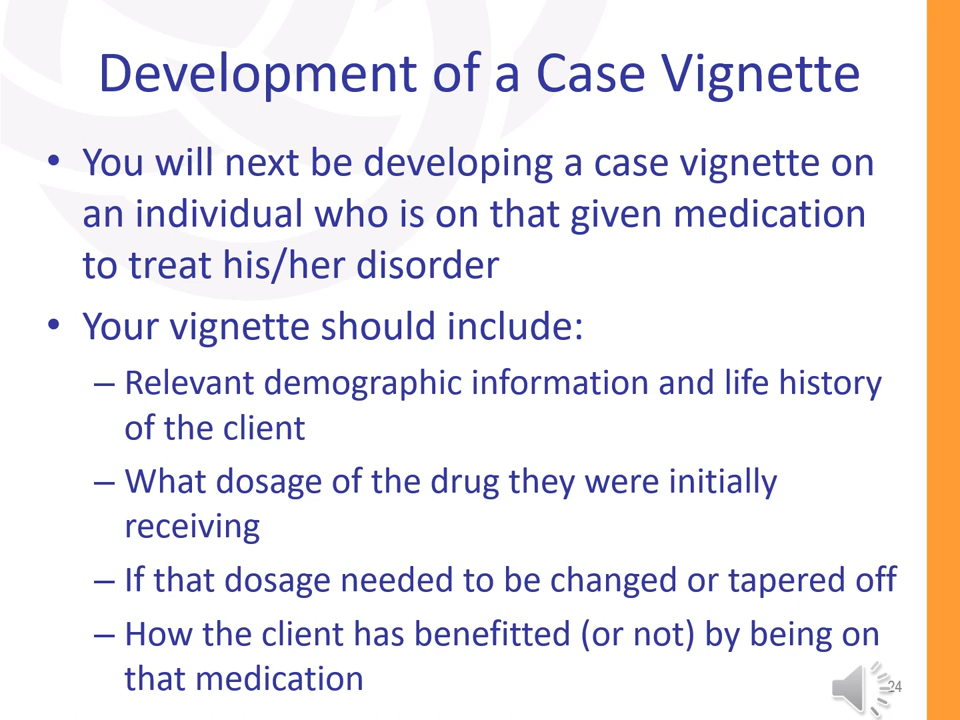 Development of a Case Vignette
• You will next be developing a case vignette on
an individual who is on that given medication
to treat his/her disorder
• Your vignette should include:
– Relevant demographic information and life history
of the client
– What dosage of the drug they were initially
receiving
– If that dosage needed to be changed or tapered off
– How the client has benefitted (or not) by being on
that medication
24